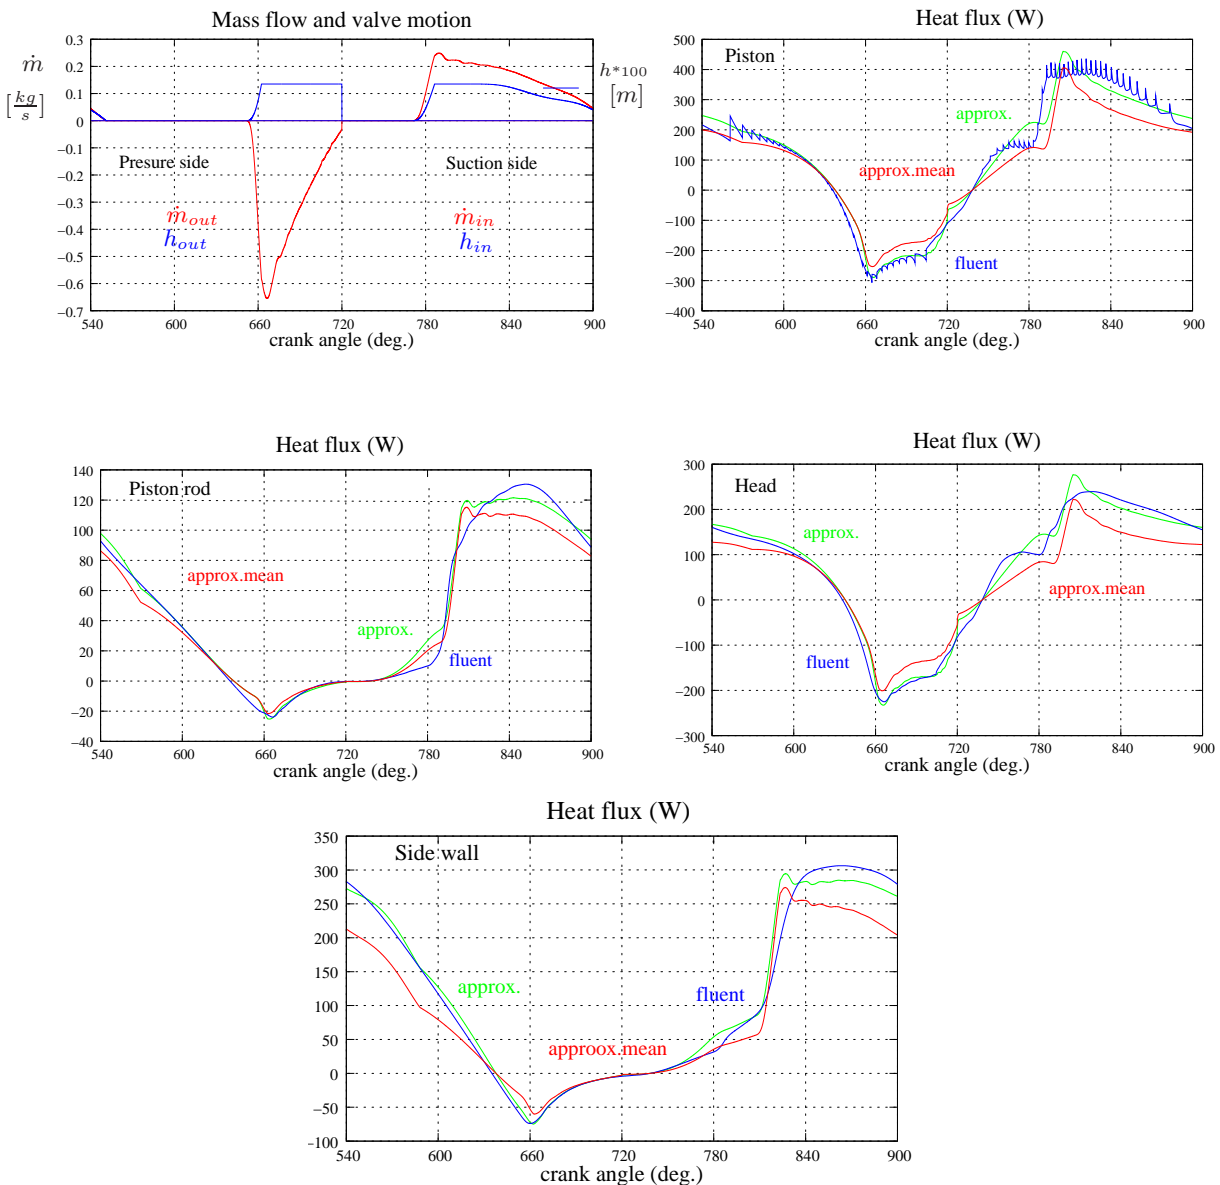 Mass flow and valve motion
0.3
0.2
0.1
0
−0.1
−0.2
−0.3
−0.4
−0.5
−0.6
−0.7
ṁ
[kg/s]
h*100
[m]
Presure side
Suction side
ṁout
hout
ṁin
hin
540 600 660 720 780 840 900
crank angle (deg.)
Heat flux (W)
500
400
300
200
100
0
−100
−200
−300
−400
Piston
approx.
approx.mean
fluent
540 600 660 720 780 840 900
crank angle (deg.)
Heat flux (W)
140
120
100
80
60
40
20
0
−20
−40
Piston rod
approx.mean
approx.
fluent
540 600 660 720 780 840 900
crank angle (deg.)
Heat flux (W)
300
200
100
0
−100
−200
−300
Head
approx.
approx.mean
fluent
540 600 660 720 780 840 900
crank angle (deg.)
Heat flux (W)
350
300
250
200
150
100
50
0
−50
−100
Side wall
approx.
fluent
approox.mean
540 600 660 720 780 840 900
crank angle (deg.)